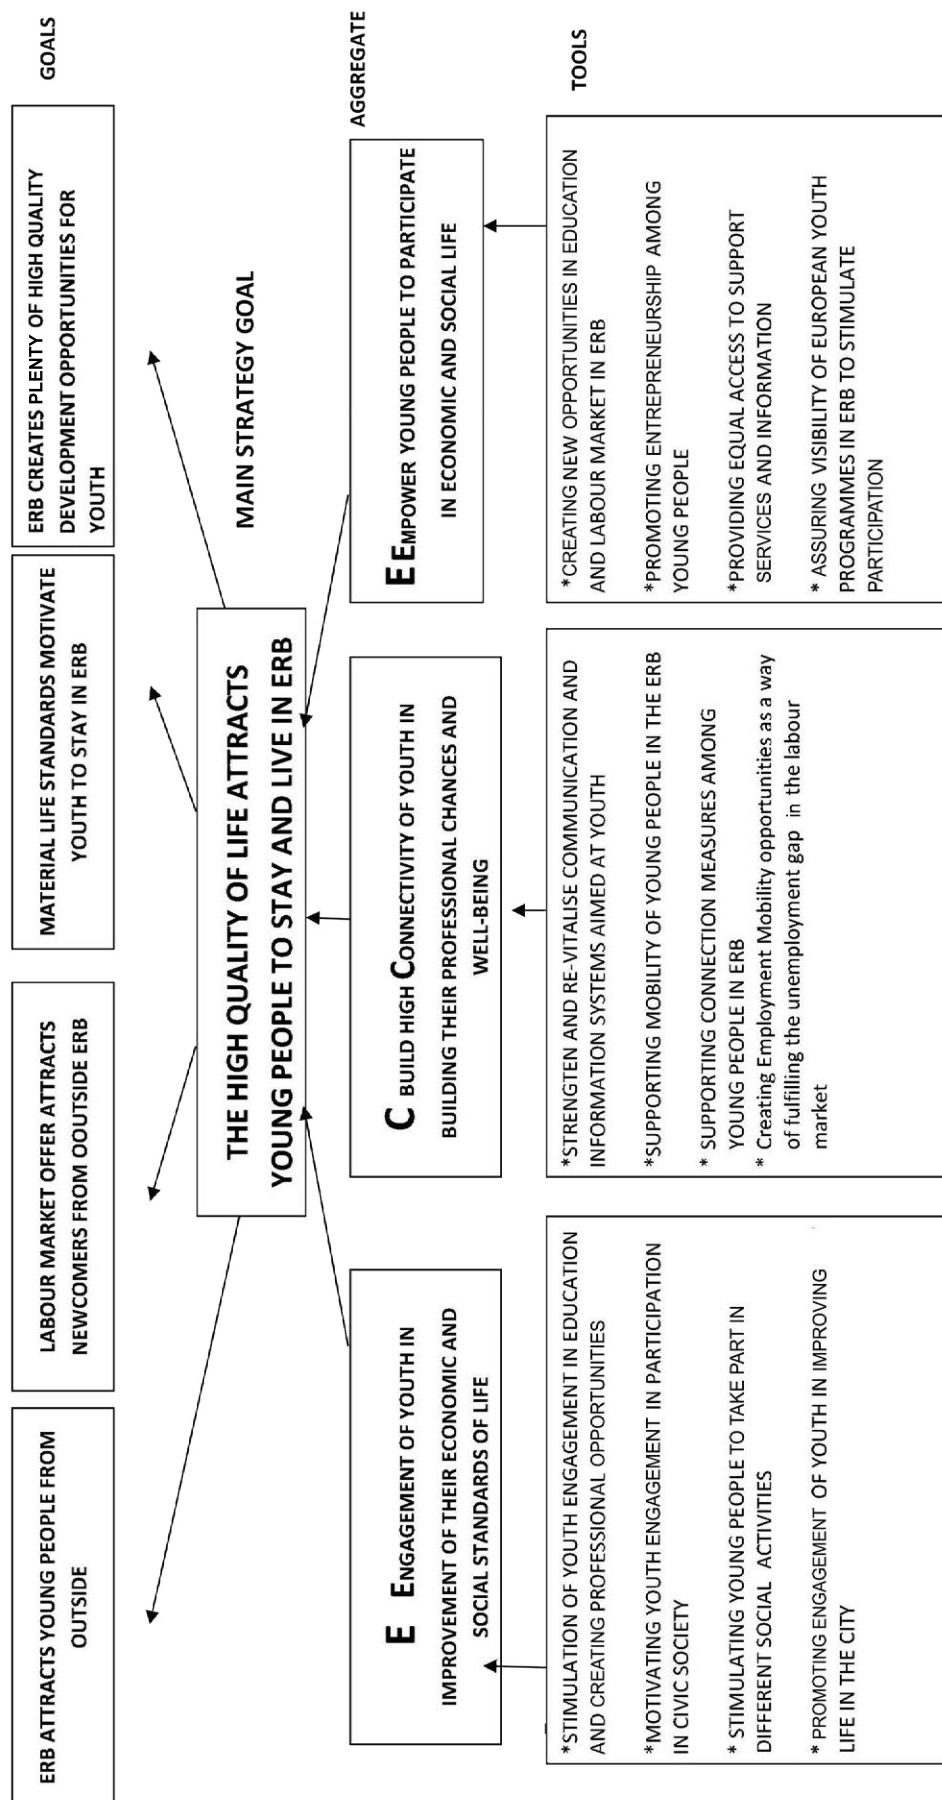 GOALS
ERB ATTRACTS YOUNG PEOPLE FROM
OUTSIDE
LABOUR MARKET OFFER ATTRACTS
NEWCOMERS FROM OOUTSIDE ERB
MATERIAL LIFE STANDARDS MOTIVATE
YOUTH TO STAY IN ERB
ERB CREATES PLENTY OF HIGH QUALITY
DEVELOPMENT OPPORTUNITIES FOR
YOUTH
MAIN STRATEGY GOAL
THE HIGH QUALITY OF LIFE ATTRACTS
YOUNG PEOPLE TO STAY AND LIVE IN ERB
AGGREGATE
E ENGAGEMENT OF YOUTH IN
IMPROVEMENT OF THEIR ECONOMIC AND
SOCIAL STANDARDS OF LIFE
C BUILD HIGH CONNECTIVITY OF YOUTH IN
BUILDING THEIR PROFESSIONAL CHANCES AND
WELL-BEING
E EMPOWER YOUNG PEOPLE TO PARTICIPATE
IN ECONOMIC AND SOCIAL LIFE
TOOLS
*STIMULATION OF YOUTH ENGAGEMENT IN EDUCATION
AND CREATING PROFESSIONAL OPPORTUNITIES
*MOTIVATING YOUTH ENGAGEMENT IN PARTICIPATION
IN CIVIC SOCIETY
* STIMULATING YOUNG PEOPLE TO TAKE PART IN
DIFFERENT SOCIAL ACTIVITIES
* PROMOTING ENGAGEMENT OF YOUTH IN IMPROVING
LIFE IN THE CITY
*STRENGTEN AND RE-VITALISE COMMUNICATION AND
INFORMATION SYSTEMS AIMED AT YOUTH
*SUPPORTING MOBILITY OF YOUNG PEOPLE IN THE ERB
* SUPPORTING CONNECTION MEASURES AMONG
YOUNG PEOPLE IN ERB
* Creating Employment Mobility opportunities as a way
of fulfilling the unemployment gap in the labour
market
*CREATING NEW OPPORTUNITIES IN EDUCATION
AND LABOUR MARKET IN ERB
*PROMOTING ENTREPRENEURSHIP AMONG
YOUNG PEOPLE
*PROVIDING EQUAL ACCESS TO SUPPORT
SERVICES AND INFORMATION
* ASSURING VISIBILITY OF EUROPEAN YOUTH
PROGRAMMES IN ERB TO STIMULATE
PARTICIPATION